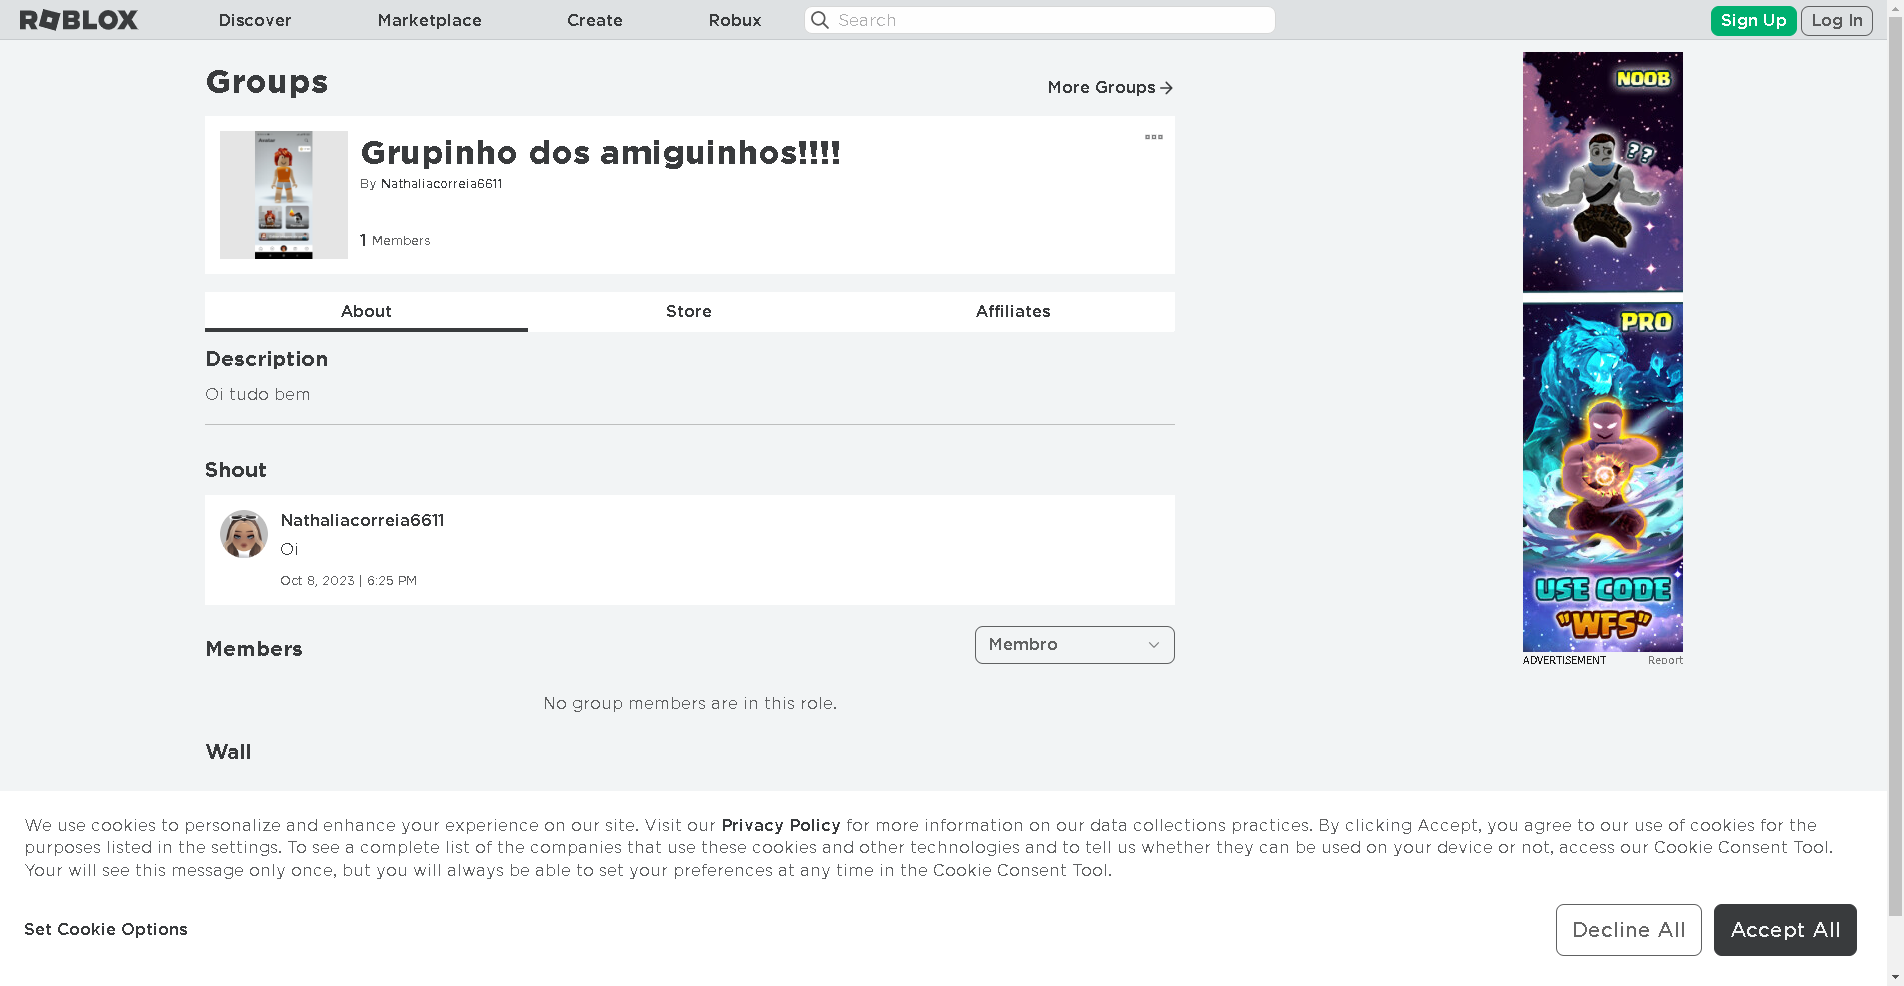 ROBLOX Discover Marketplace Create Robux Search Sign Up Log In
Groups
More Groups
Grupinho dos amiguinhos!!!!
By Nathaliacorreia6611
1 Members
About Store Affiliates
Description
Oi tudo bem
Shout
Nathaliacorreia6611
Oi
Oct 8, 2023 | 6:25 PM
Members
Membro
No group members are in this role.
Wall
NOOB
??
PRO
USE CODE
"WFS"
ADVERTISEMENT Report
We use cookies to personalize and enhance your experience on our site. Visit our Privacy Policy for more information on our data collections practices. By clicking Accept, you agree to our use of cookies for the
purposes listed in the settings. To see a complete list of the companies that use these cookies and other technologies and to tell us whether they can be used on your device or not, access our Cookie Consent Tool.
Your will see this message only once, but you will always be able to set your preferences at any time in the Cookie Consent Tool.
Set Cookie Options
Decline All Accept All